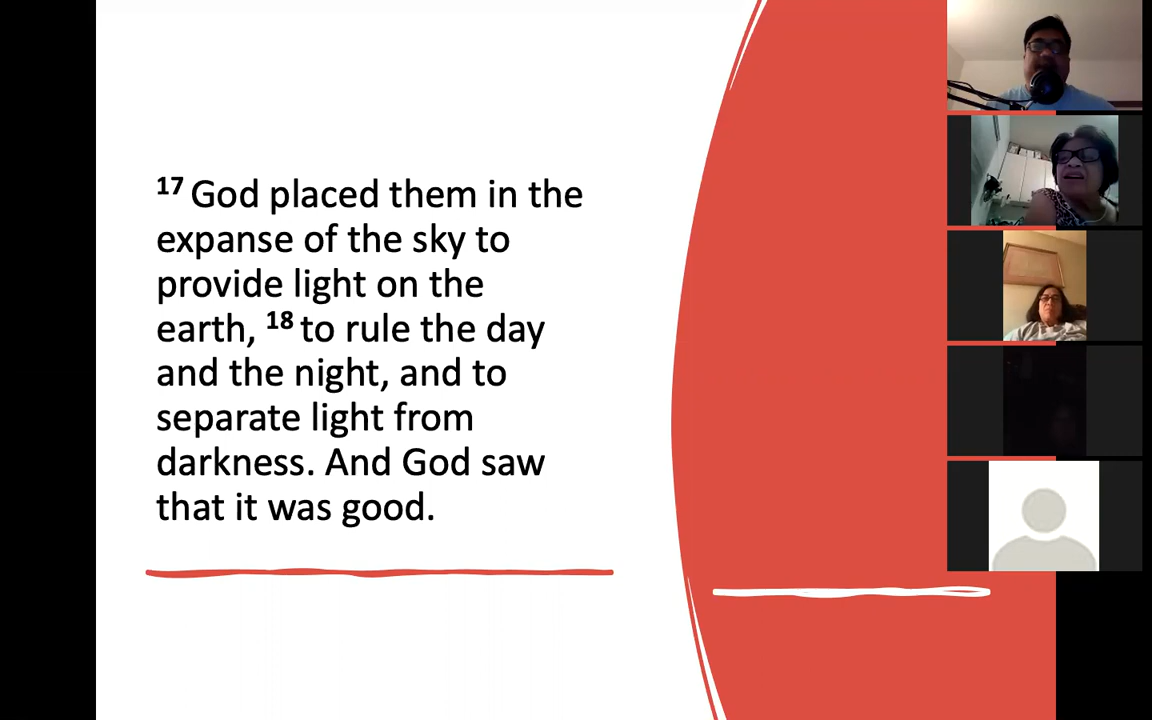 17 God placed them in the
expanse of the sky to
provide light on the
earth, 18 to rule the day
and the night, and to
separate light from
darkness. And God saw
that it was good.